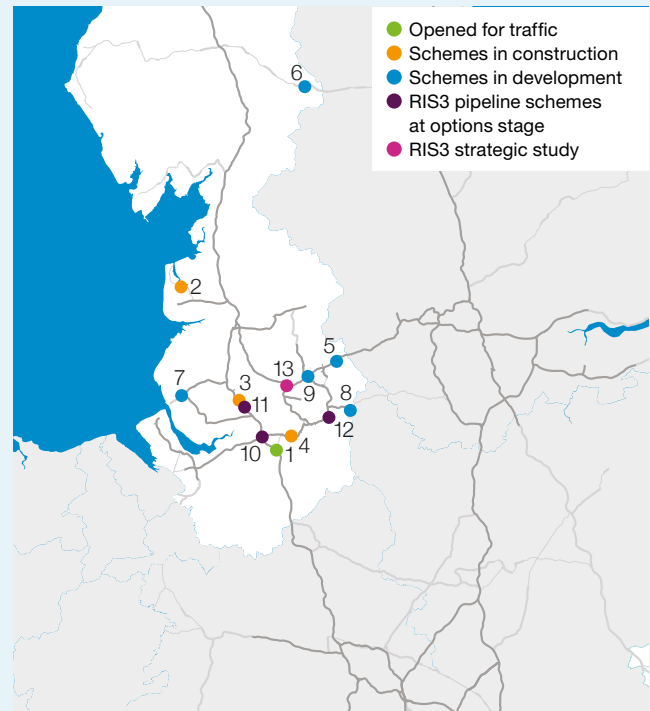 Opened for traffic
Schemes in construction
Schemes in development
RIS3 pipeline schemes
at options stage
RIS3 strategic study
6
2
5
13
7
3
9
8
11
12
10
4
1